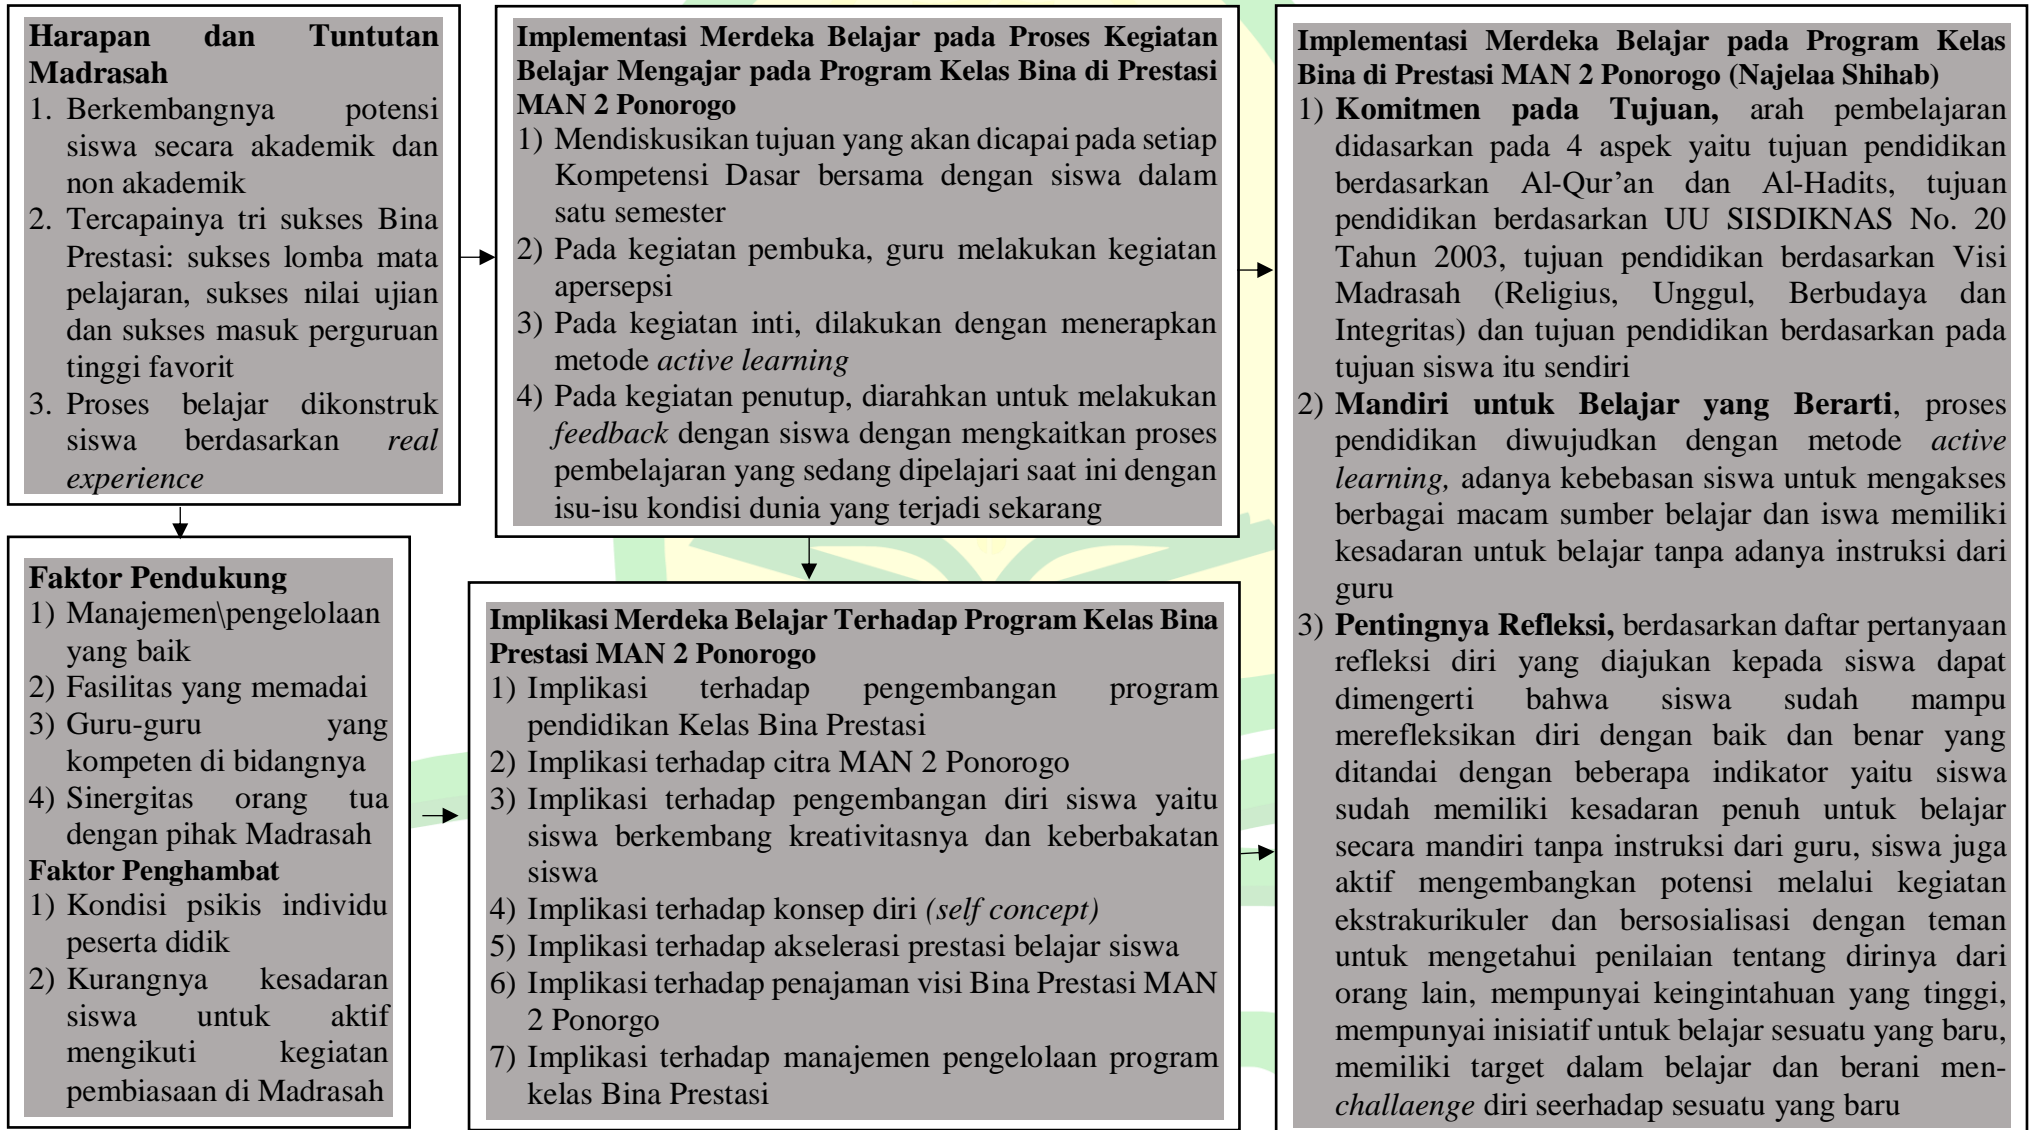 Harapan dan Tuntutan
Madrasah
1. Berkembangnya potensi
siswa secara akademik dan
non akademik
2. Tercapainya tri sukses Bina
Prestasi: sukses lomba mata
pelajaran, sukses nilai ujian
dan sukses masuk perguruan
tinggi favorit
3. Proses belajar dikonstruk
siswa berdasarkan real
experience
Faktor Pendukung
1) Manajemen\pengelolaan
yang baik
2) Fasilitas yang memadai
3) Guru-guru yang
kompeten di bidangnya
4) Sinergitas orang tua
dengan pihak Madrasah
Faktor Penghambat
1) Kondisi psikis individu
peserta didik
2) Kurangnya kesadaran
siswa untuk aktif
mengikuti kegiatan
pembiasaan di Madrasah
Implementasi Merdeka Belajar pada Proses Kegiatan
Belajar Mengajar pada Program Kelas Bina di Prestasi
MAN 2 Ponorogo
1) Mendiskusikan tujuan yang akan dicapai pada setiap
Kompetensi Dasar bersama dengan siswa dalam
satu semester
2) Pada kegiatan pembuka, guru melakukan kegiatan
apersepsi
3) Pada kegiatan inti, dilakukan dengan menerapkan
metode active learning
4) Pada kegiatan penutup, diarahkan untuk melakukan
feedback dengan siswa dengan mengkaitkan proses
pembelajaran yang sedang dipelajari saat ini dengan
isu-isu kondisi dunia yang terjadi sekarang
Implikasi Merdeka Belajar Terhadap Program Kelas Bina
Prestasi MAN 2 Ponorogo
1) Implikasi terhadap pengembangan program
pendidikan Kelas Bina Prestasi
2) Implikasi terhadap citra MAN 2 Ponorogo
3) Implikasi terhadap pengembangan diri siswa yaitu
siswa berkembang kreativitasnya dan keberbakatan
siswa
4) Implikasi terhadap konsep diri (self concept)
5) Implikasi terhadap akselerasi prestasi belajar siswa
6) Implikasi terhadap penajaman visi Bina Prestasi MAN
2 Ponorgo
7) Implikasi terhadap manajemen pengelolaan program
kelas Bina Prestasi
Implementasi Merdeka Belajar pada Program Kelas
Bina di Prestasi MAN 2 Ponorogo (Najelaa Shihab)
1) Komitmen pada Tujuan, arah pembelajaran
didasarkan pada 4 aspek yaitu tujuan pendidikan
berdasarkan Al-Qur’an dan Al-Hadits, tujuan
pendidikan berdasarkan UU SISDIKNAS No. 20
Tahun 2003, tujuan pendidikan berdasarkan Visi
Madrasah (Religius, Unggul, Berbudaya dan
Integritas) dan tujuan pendidikan berdasarkan pada
tujuan siswa itu sendiri
2) Mandiri untuk Belajar yang Berarti, proses
pendidikan diwujudkan dengan metode active
learning, adanya kebebasan siswa untuk mengakses
berbagai macam sumber belajar dan iswa memiliki
kesadaran untuk belajar tanpa adanya instruksi dari
guru
3) Pentingnya Refleksi, berdasarkan daftar pertanyaan
refleksi diri yang diajukan kepada siswa dapat
dimengerti bahwa siswa sudah mampu
merefleksikan diri dengan baik dan benar yang
ditandai dengan beberapa indikator yaitu siswa
sudah memiliki kesadaran penuh untuk belajar
secara mandiri tanpa instruksi dari guru, siswa juga
aktif mengembangkan potensi melalui kegiatan
ekstrakurikuler dan bersosialisasi dengan teman
untuk mengetahui penilaian tentang dirinya dari
orang lain, mempunyai keingintahuan yang tinggi,
mempunyai inisiatif untuk belajar sesuatu yang baru,
memiliki target dalam belajar dan berani men-
challaenge diri seerhadap sesuatu yang baru